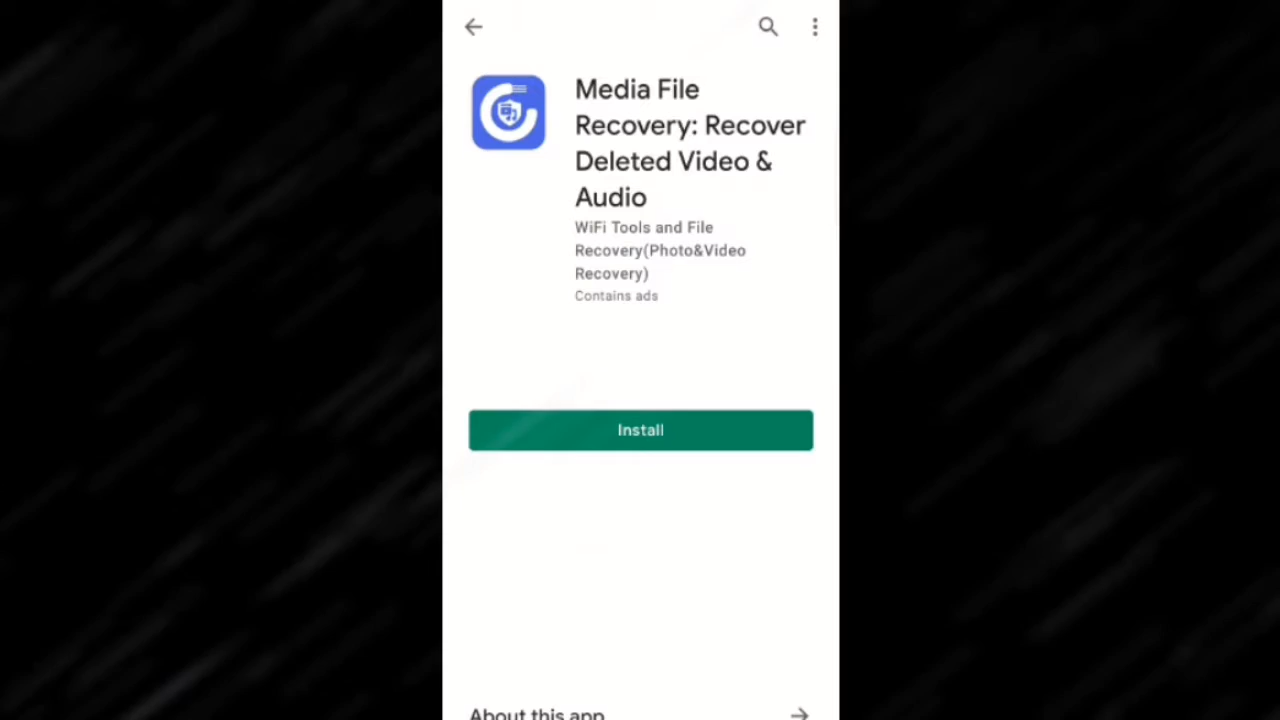 Media File
Recovery: Recover
Deleted Video &
Audio
WiFi Tools and File
Recovery(Photo&Video
Recovery)
Contains ads
Install
About this app